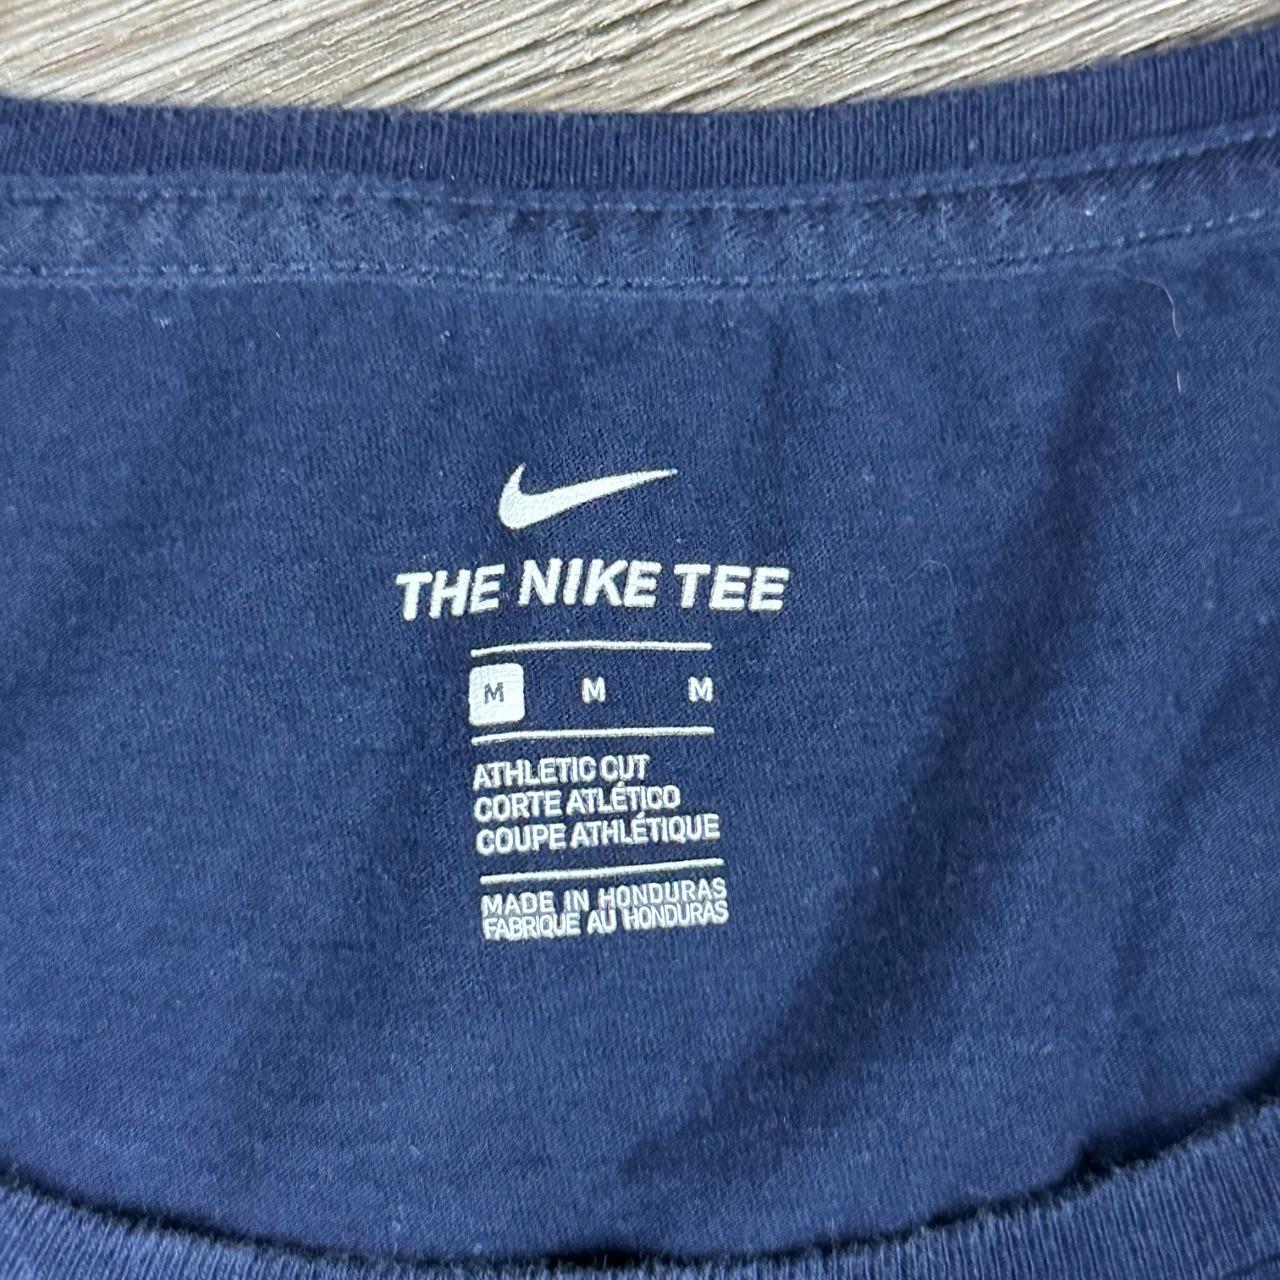 THE NIKE TEE
M M M
ATHLETIC CUT
CORTE ATLÉTICO
COUPE ATHLÉTIQUE
MADE IN HONDURAS
FABRIQUE AU HONDURAS